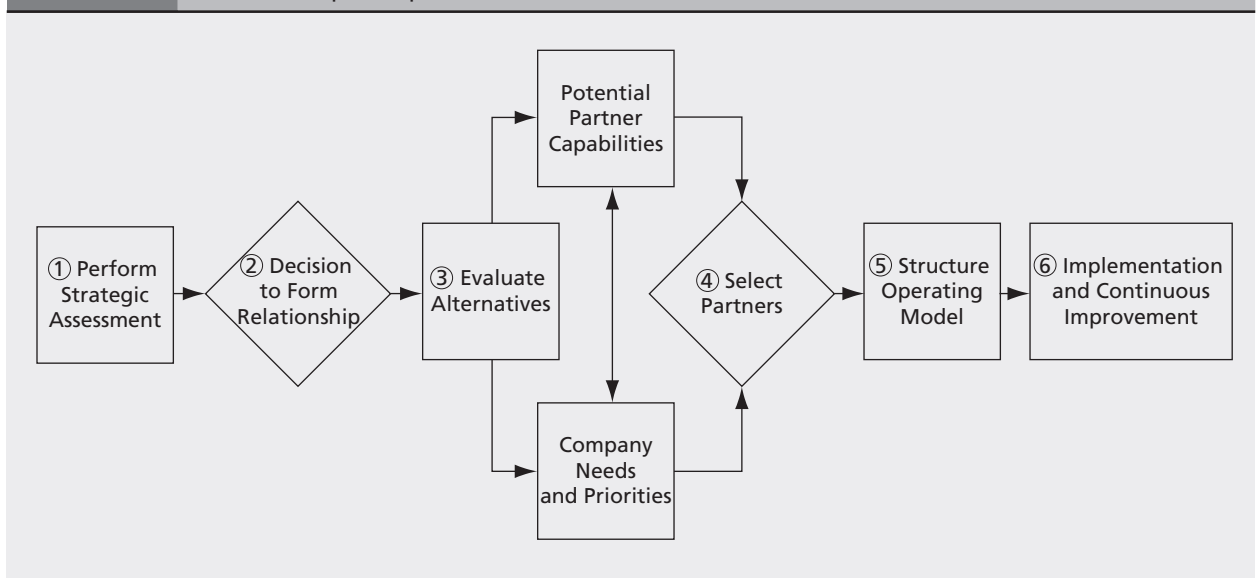 Potential
Partner
Capabilities
① Perform
Strategic
Assessment
② Decision
to Form
Relationship
③ Evaluate
Alternatives
④ Select
Partners
⑤ Structure
Operating
Model
⑥ Implementation
and Continuous
Improvement
Company
Needs
and Priorities